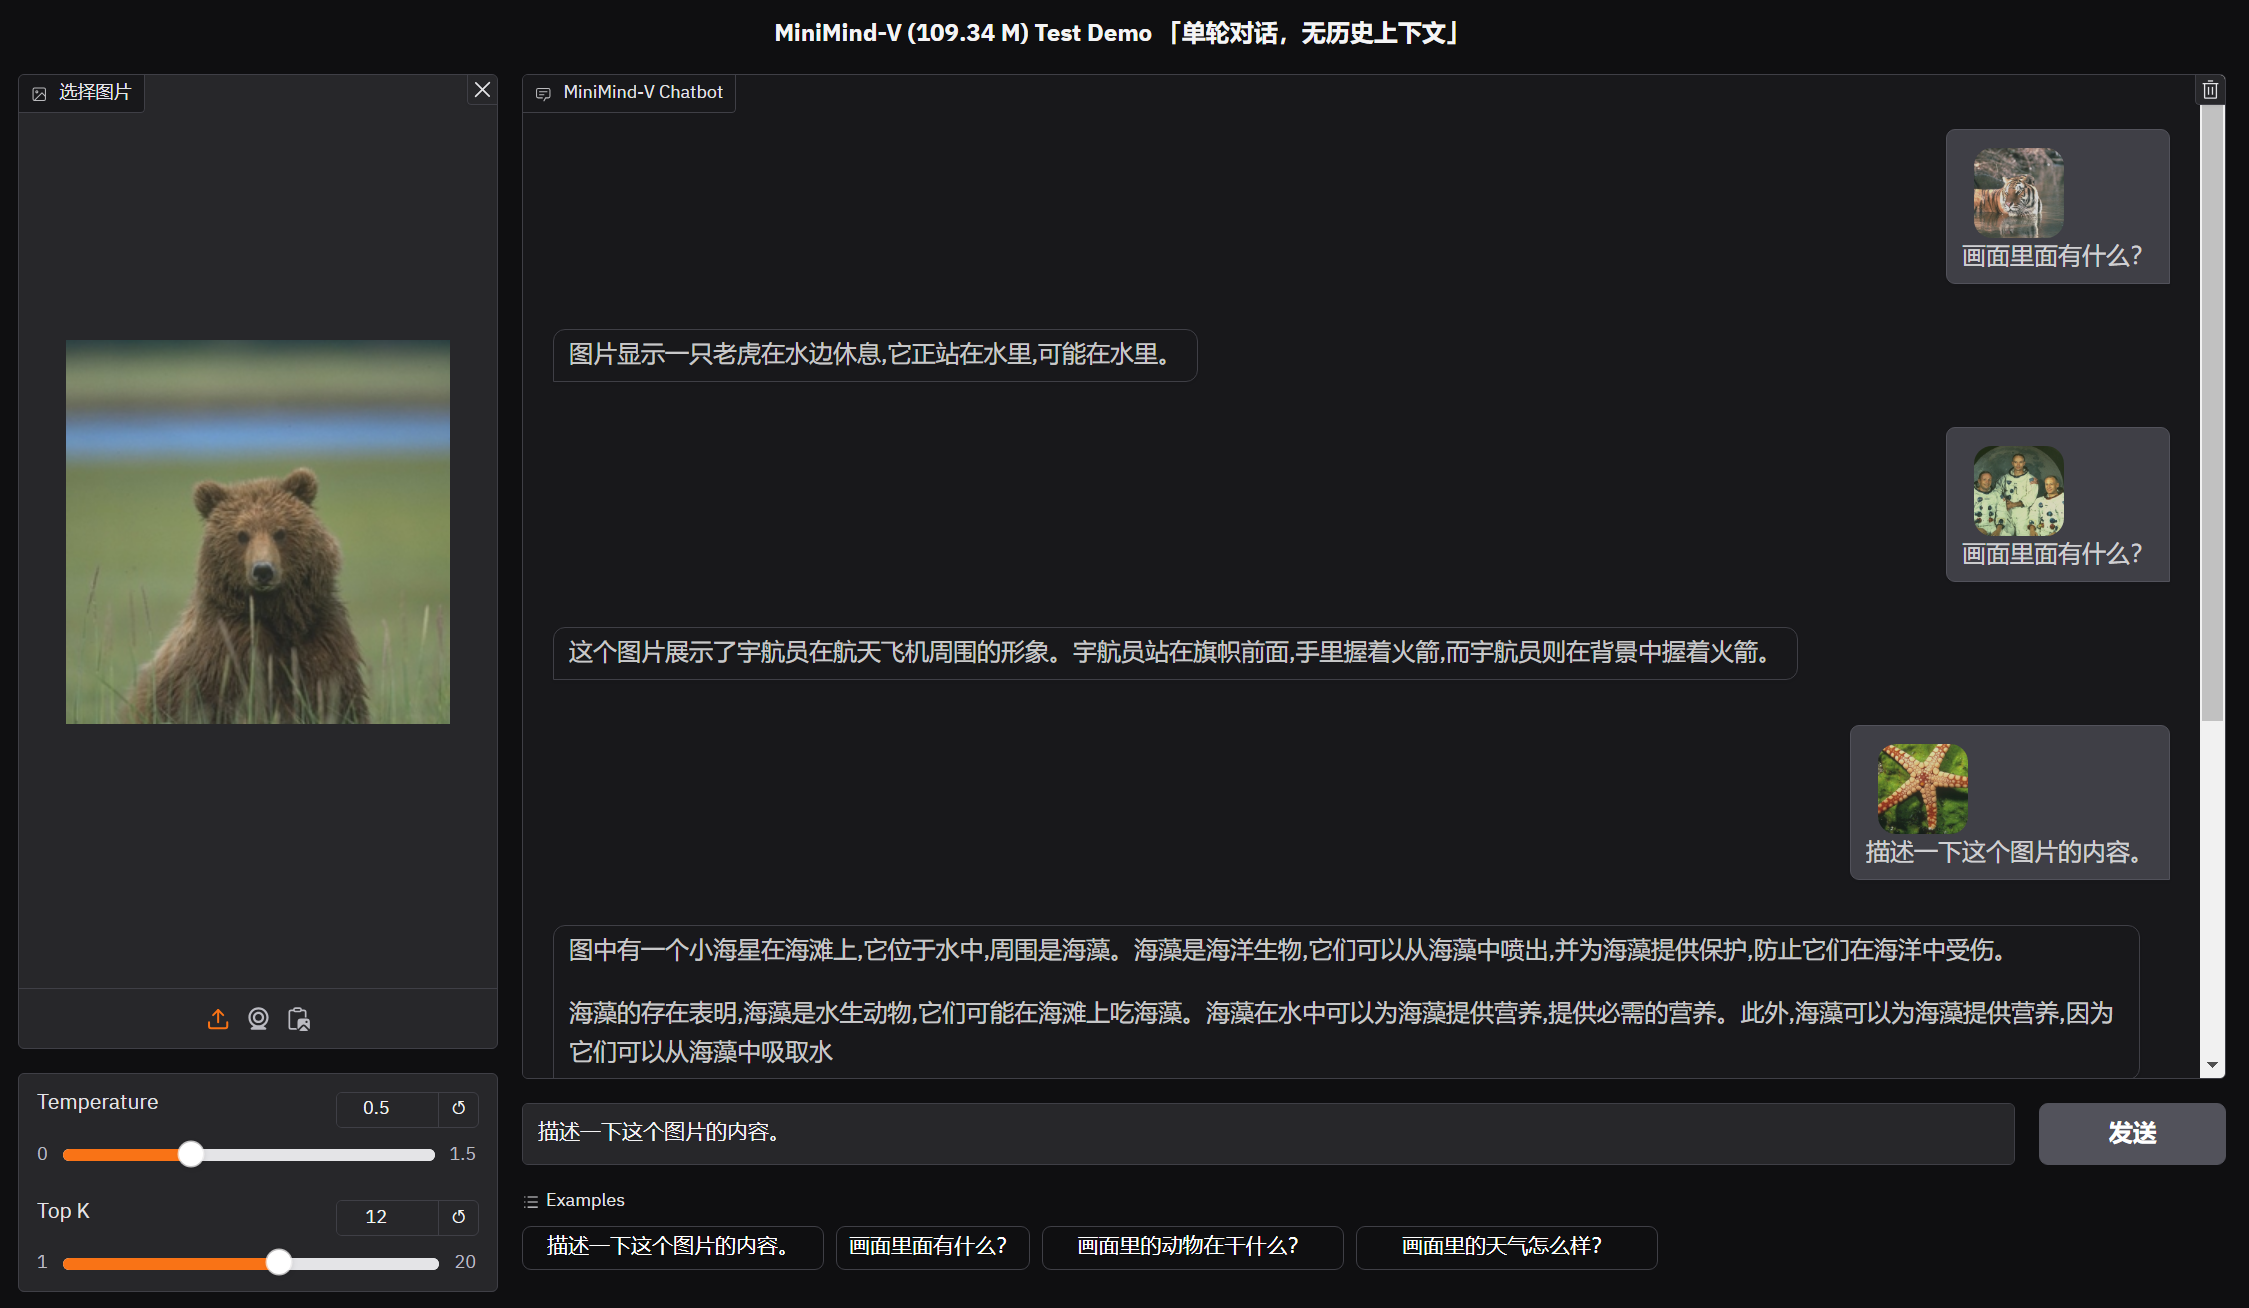 MiniMind-V (109.34 M) Test Demo 「单轮对话，无历史上下文」
选择图片
MiniMind-V Chatbot
画面里面有什么？
图片显示一只老虎在水边休息,它正站在水里,可能在水里。
画面里面有什么？
这个图片展示了宇航员在航天飞机周围的形象。宇航员站在旗帜前面,手里握着火箭,而宇航员则在背景中握着火箭。
描述一下这个图片的内容。
图中有一个小海星在海滩上,它位于水中,周围是海藻。海藻是海洋生物,它们可以从海藻中喷出,并为海藻提供保护,防止它们在海洋中受伤。
海藻的存在表明,海藻是水生动物,它们可能在海滩上吃海藻。海藻在水中可以为海藻提供营养,提供必需的营养。此外,海藻可以为海藻提供营养,因为
它们可以从海藻中吸取水
Temperature
0.5
0
1.5
Top K
12
1
20
描述一下这个图片的内容。
发送
Examples
描述一下这个图片的内容。
画面里面有什么？
画面里的动物在干什么？
画面里的天气怎么样？